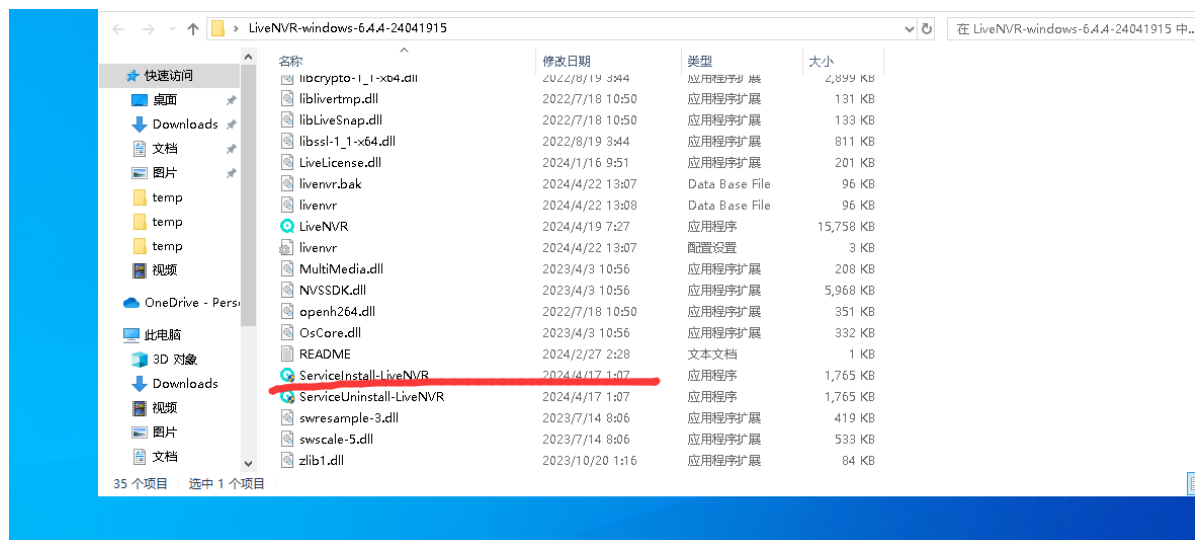 LiveNVR-windows-6.4.4-24041915
在 LiveNVR-windows-6.4.4-24041915 中...
名称 修改日期 类型 大小
快速访问
桌面
Downloads
文档
图片
temp
temp
temp
视频
OneDrive - Pers
此电脑
3D 对象
Downloads
视频
图片
文档
libcrypto-1_1-x64.dll 2022/8/19 3:44 应用程序扩展 2,899 KB
liblivertmp.dll 2022/7/18 10:50 应用程序扩展 131 KB
libLiveSnap.dll 2022/7/18 10:50 应用程序扩展 133 KB
libssl-1_1-x64.dll 2022/8/19 3:44 应用程序扩展 811 KB
LiveLicense.dll 2024/1/16 9:51 应用程序扩展 201 KB
livenvr.bak 2024/4/22 13:07 Data Base File 96 KB
livenvr 2024/4/22 13:08 Data Base File 96 KB
LiveNVR 2024/4/19 7:27 应用程序 15,758 KB
livenvr 2024/4/22 13:07 配置设置 3 KB
MultiMedia.dll 2023/4/3 10:56 应用程序扩展 208 KB
NVSSDK.dll 2023/4/3 10:56 应用程序扩展 5,968 KB
openh264.dll 2022/7/18 10:50 应用程序扩展 351 KB
OsCore.dll 2023/4/3 10:56 应用程序扩展 332 KB
README 2024/2/27 2:28 文本文档 1 KB
ServiceInstall-LiveNVR 2024/4/17 1:07 应用程序 1,765 KB
ServiceUninstall-LiveNVR 2024/4/17 1:07 应用程序 1,765 KB
swresample-3.dll 2023/7/14 8:06 应用程序扩展 419 KB
swscale-5.dll 2023/7/14 8:06 应用程序扩展 533 KB
zlib1.dll 2023/10/20 1:16 应用程序扩展 84 KB
35 个项目 选中 1 个项目